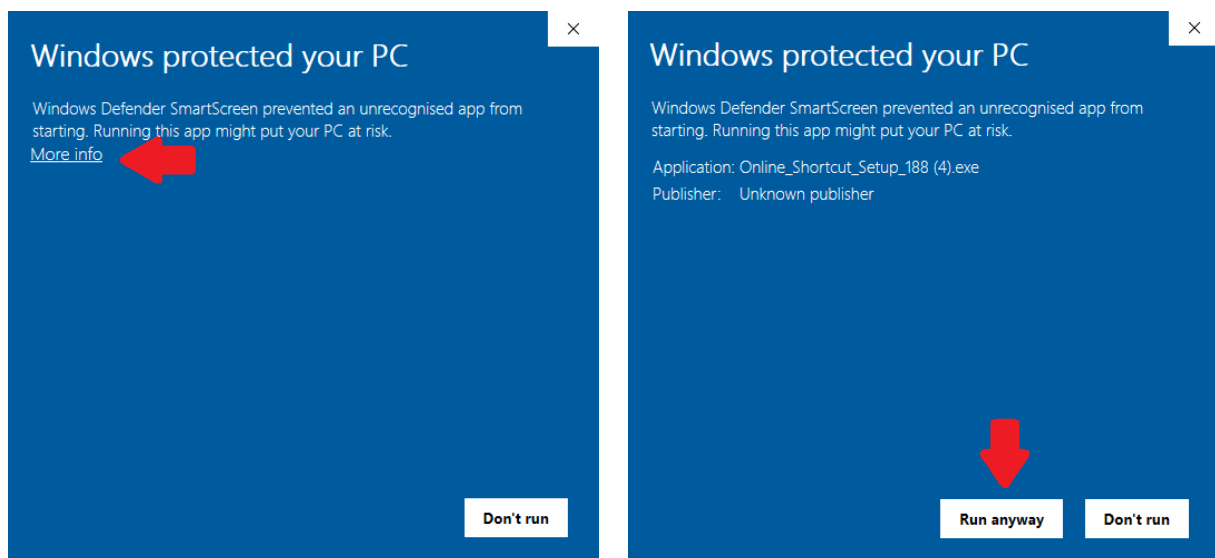 Windows protected your PC
Windows Defender SmartScreen prevented an unrecognised app from
starting. Running this app might put your PC at risk.
More info
Don't run
Windows protected your PC
Windows Defender SmartScreen prevented an unrecognised app from
starting. Running this app might put your PC at risk.
Application: Online_Shortcut_Setup_188 (4).exe
Publisher: Unknown publisher
Run anyway Don't run